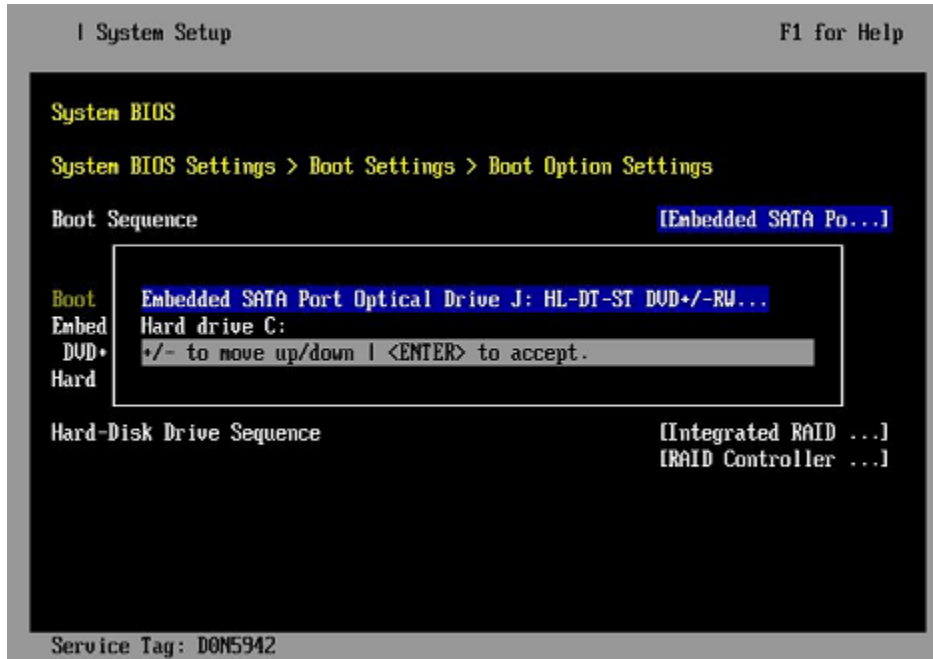 | System Setup F1 for Help
System BIOS
System BIOS Settings > Boot Settings > Boot Option Settings
Boot Sequence [Embedded SATA Po...]
Boot
Embed
DVD+
Hard
Embedded SATA Port Optical Drive J: HL-DT-ST DVD+/-RW...
Hard drive C:
+/- to move up/down | <ENTER> to accept.
Hard-Disk Drive Sequence [Integrated RAID ...]
[RAID Controller ...]
Service Tag: D0N5942